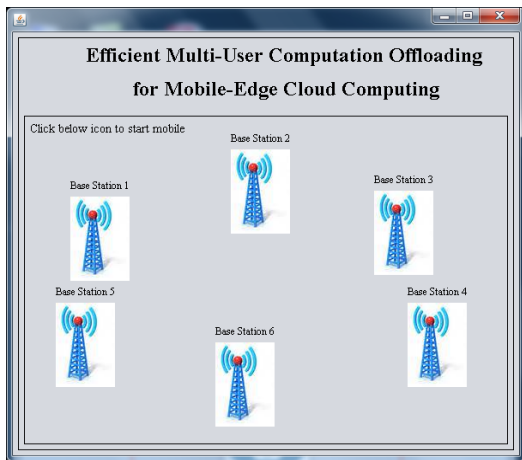 Efficient Multi-User Computation Offloading
for Mobile-Edge Cloud Computing
Click below icon to start mobile
Base Station 2
Base Station 3
Base Station 1
Base Station 5
Base Station 4
Base Station 6